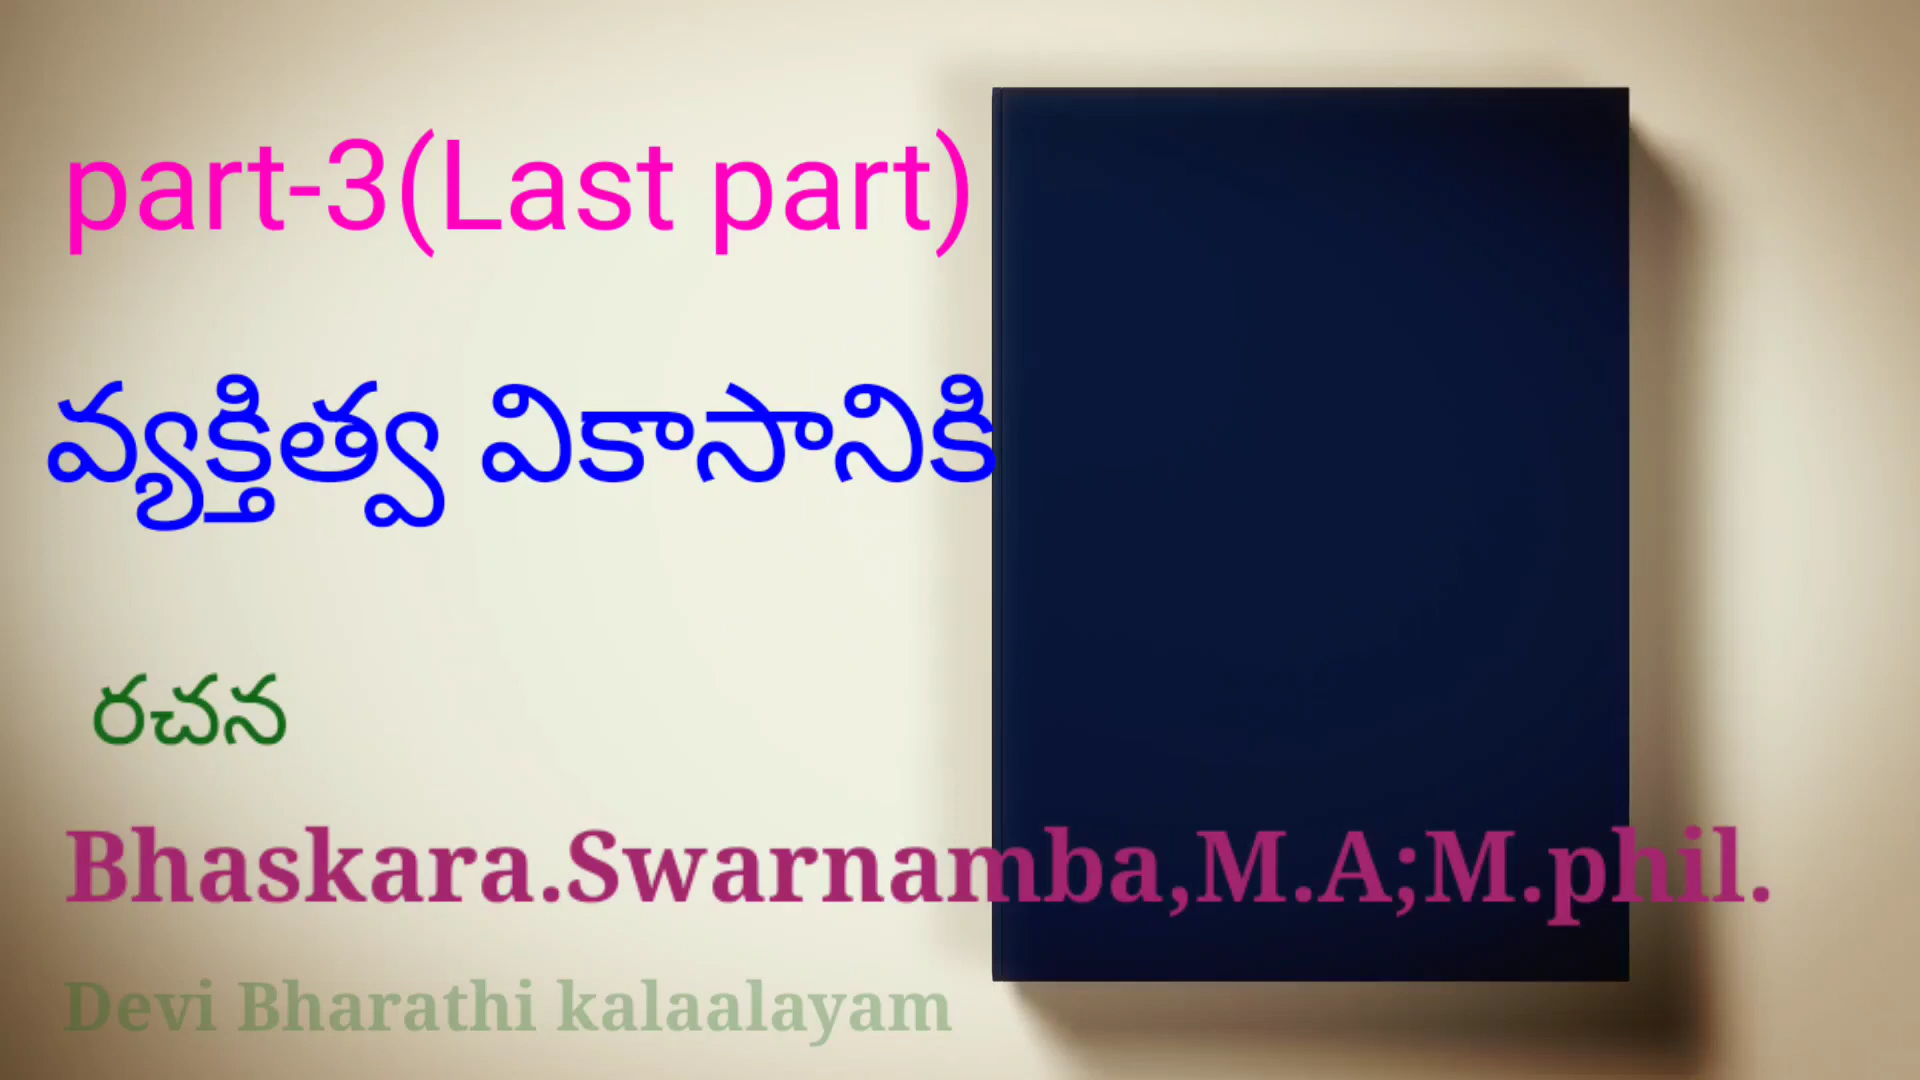 part-3(Last part)
వ్యక్తిత్వ వికాసానికి
రచన
Bhaskara.Swarnamba,M.A;M.phil.
Devi Bharathi kalaalayam